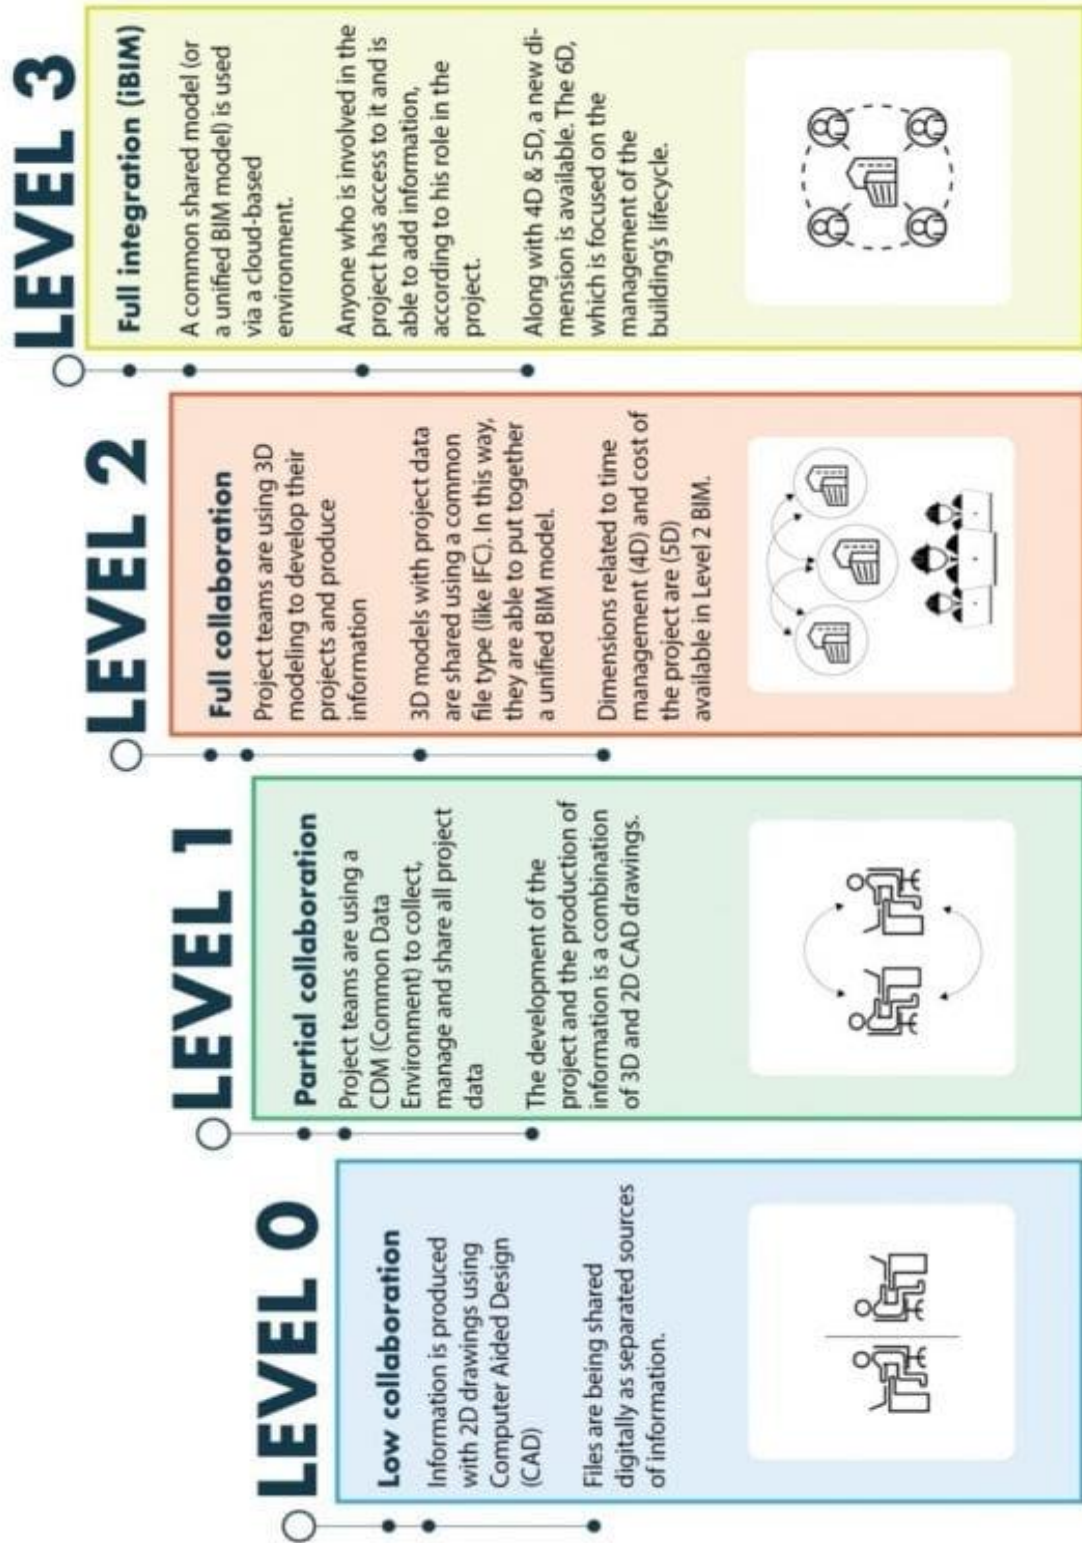 LEVEL 0
Low collaboration
Information is produced
with 2D drawings using
Computer Aided Design
(CAD)
Files are being shared
digitally as separated sources
of information.
LEVEL 1
Partial collaboration
Project teams are using a
CDM (Common Data
Environment) to collect,
manage and share all project
data
The development of the
project and the production of
information is a combination
of 3D and 2D CAD drawings.
LEVEL 2
Full collaboration
Project teams are using 3D
modeling to develop their
projects and produce
information
3D models with project data
are shared using a common
file type (like IFC). In this way,
they are able to put together
a unified BIM model.
Dimensions related to time
management (4D) and cost of
the project are (5D)
available in Level 2 BIM.
LEVEL 3
Full integration (iBIM)
A common shared model (or
a unified BIM model) is used
via a cloud-based
environment.
Anyone who is involved in the
project has access to it and is
able to add information,
according to his role in the
project.
Along with 4D & 5D, a new di-
mension is available. The 6D,
which is focused on the
management of the
building's lifecycle.